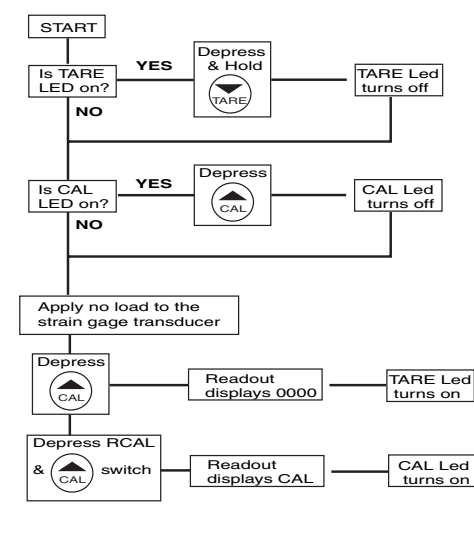 START
Is TARE
LED on?
YES
Depress
& Hold
TARE
TARE Led
turns off
NO
Is CAL
LED on?
YES
Depress
CAL
CAL Led
turns off
NO
Apply no load to the
strain gage transducer
Depress
CAL
Readout
displays 0000
TARE Led
turns on
Depress RCAL
& CAL switch
Readout
displays CAL
CAL Led
turns on